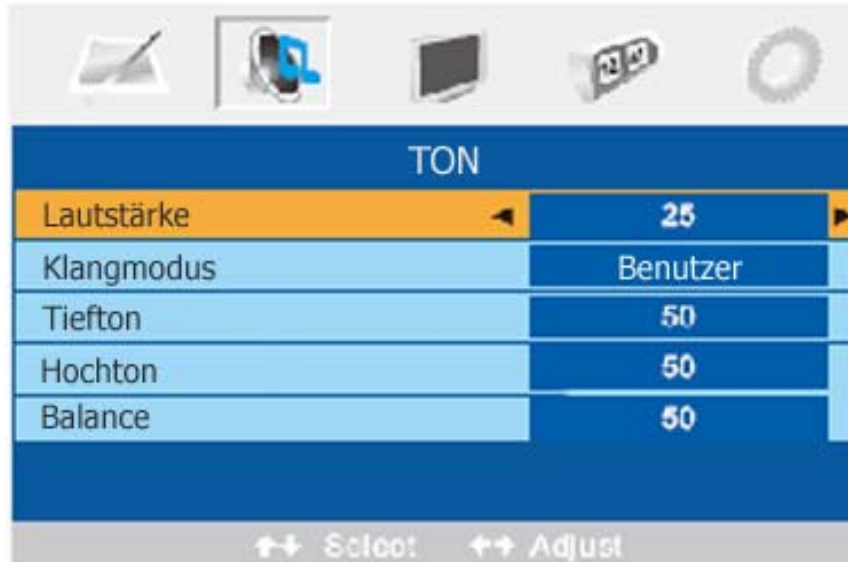 TON
Lautstärke 25
Klangmodus Benutzer
Tiefton 50
Hochton 50
Balance 50
Select Adjust